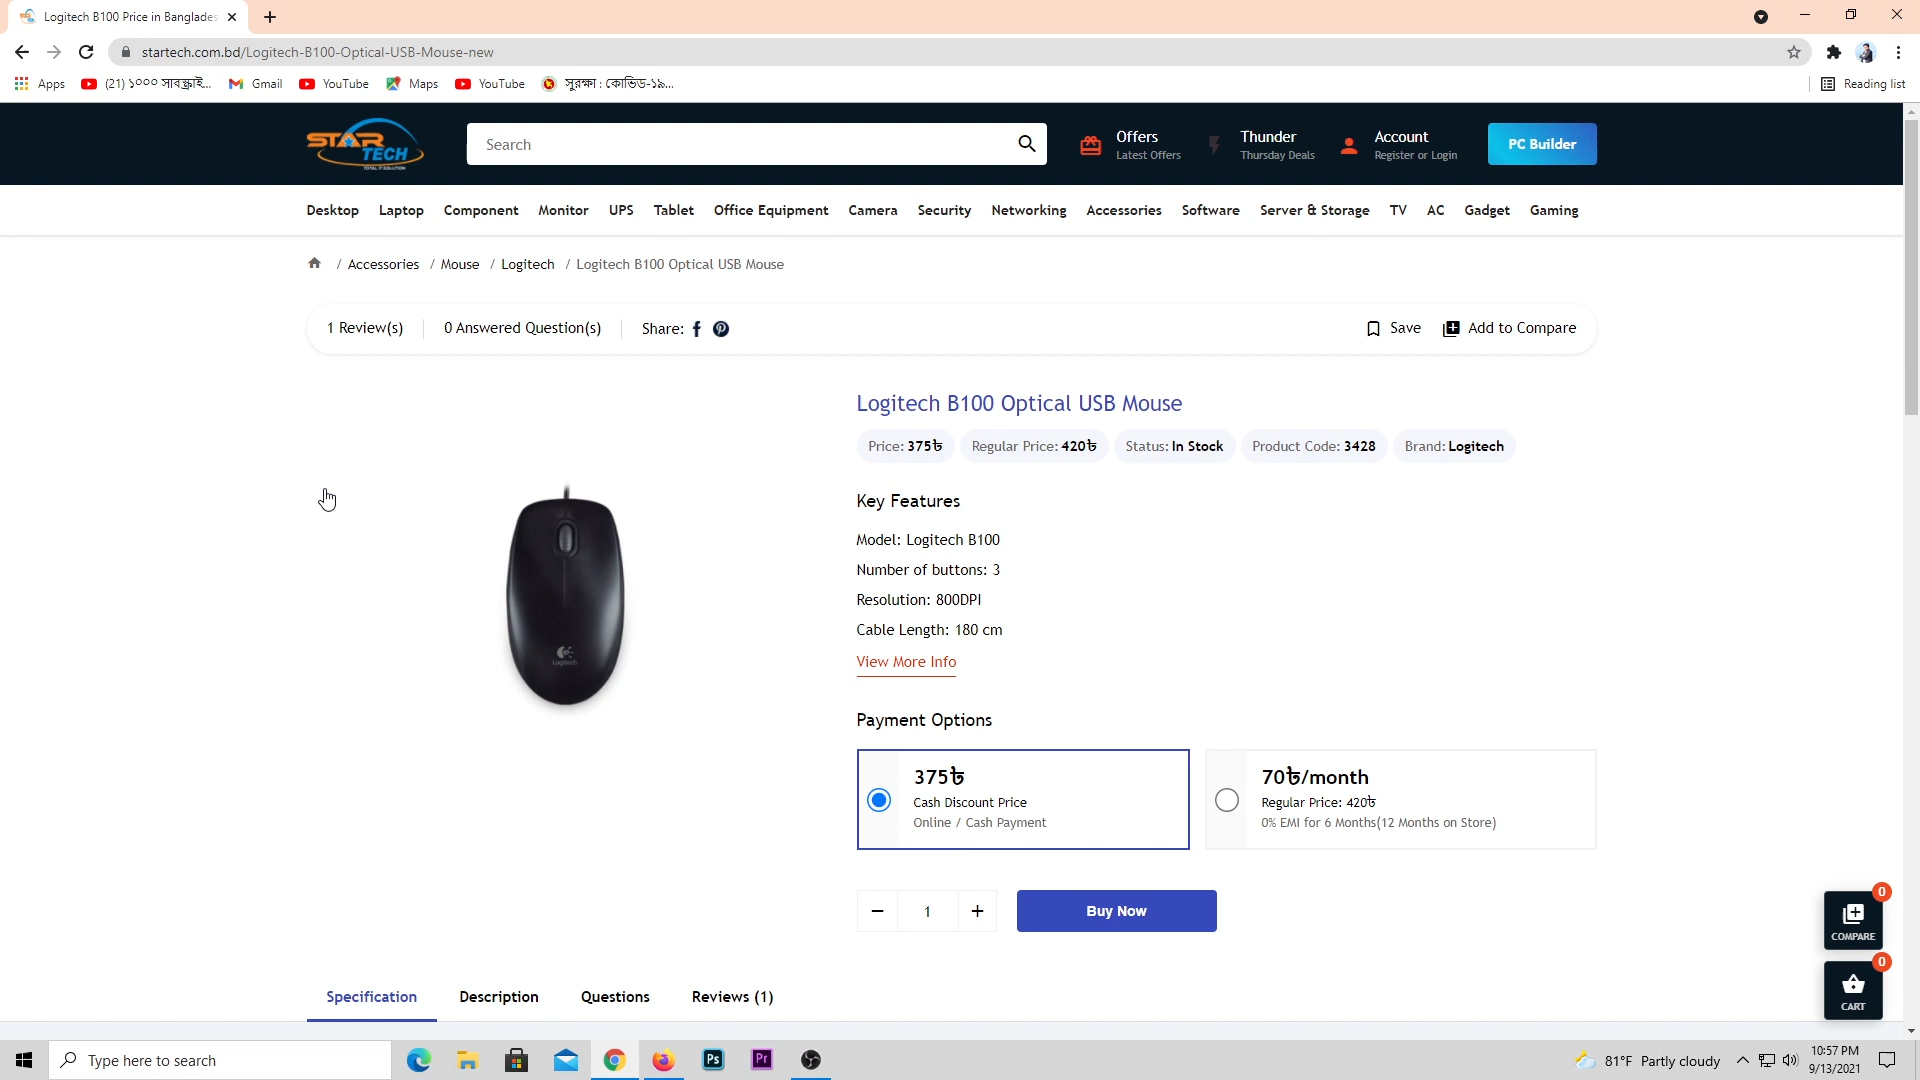 Logitech B100 Price in Banglades
startech.com.bd/Logitech-B100-Optical-USB-Mouse-new
Apps
(21) ১০০০ সাবস্ক্রাই...
Gmail
YouTube
Maps
YouTube
সুরক্ষা : কোভিড-১৯...
Reading list
STAR TECH
TOTAL IT SOLUTION
Search
Offers
Latest Offers
Thunder
Thursday Deals
Account
Register or Login
PC Builder
Desktop Laptop Component Monitor UPS Tablet Office Equipment Camera Security Networking Accessories Software Server & Storage TV AC Gadget Gaming
/ Accessories / Mouse / Logitech / Logitech B100 Optical USB Mouse
1 Review(s)
0 Answered Question(s)
Share:
Save
Add to Compare
Logitech B100 Optical USB Mouse
Price: 375৳ Regular Price: 420৳ Status: In Stock Product Code: 3428 Brand: Logitech
Key Features
Model: Logitech B100
Number of buttons: 3
Resolution: 800DPI
Cable Length: 180 cm
View More Info
Logitech
Payment Options
375৳
Cash Discount Price
Online / Cash Payment
70৳/month
Regular Price: 420৳
0% EMI for 6 Months(12 Months on Store)
− 1 +
Buy Now
0
COMPARE
0
CART
Specification Description Questions Reviews (1)
Type here to search
Ps
Pr
81°F Partly cloudy
10:57 PM
9/13/2021